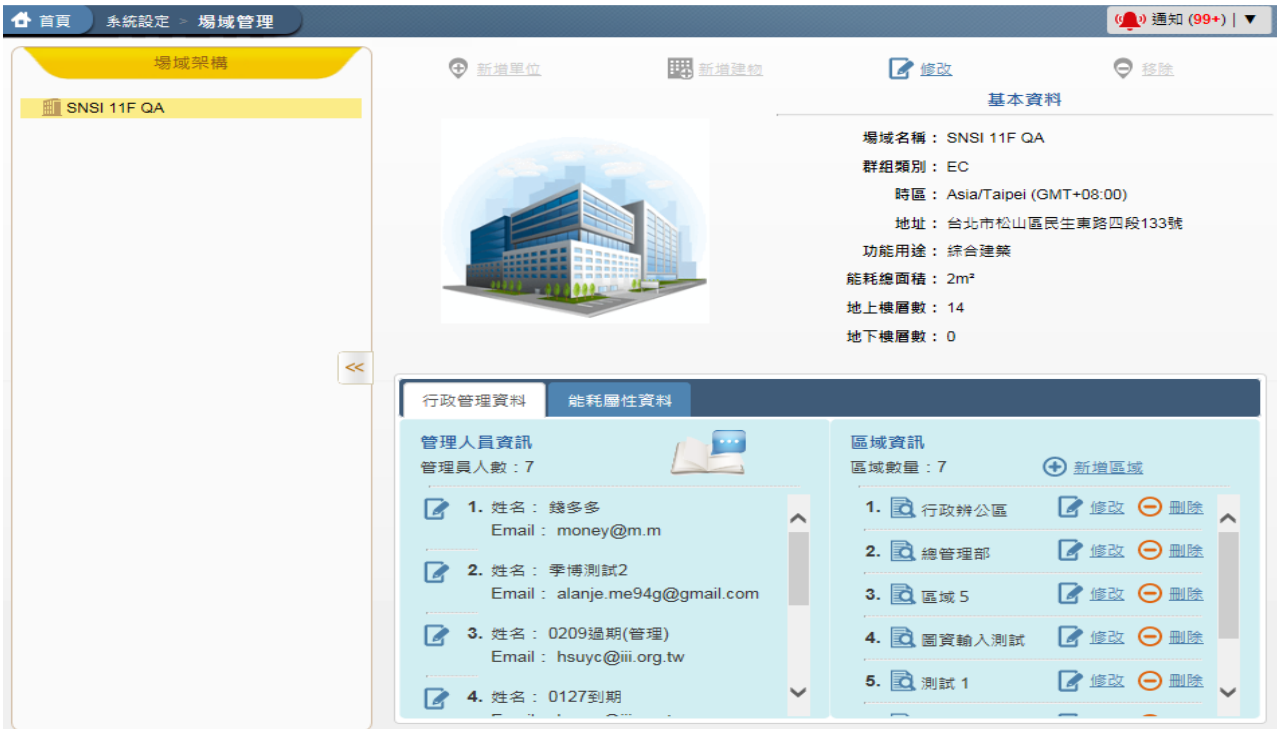 首頁 系統設定 > 場域管理 通知 (99+) | ▼
場域架構
SNSI 11F QA
<<
新增單位 新增建物 修改 移除
基本資料
場域名稱： SNSI 11F QA
群組類別： EC
時區： Asia/Taipei (GMT+08:00)
地址： 台北市松山區民生東路四段133號
功能用途： 綜合建築
能耗總面積： 2m²
地上樓層數： 14
地下樓層數： 0
行政管理資料 能耗屬性資料
管理人員資訊
管理員人數：7
1. 姓名： 錢多多
Email： money@m.m
2. 姓名： 季博測試2
Email： alanje.me94g@gmail.com
3. 姓名： 0209過期(管理)
Email： hsuyc@iii.org.tw
4. 姓名： 0127到期
區域資訊
區域數量：7 新增區域
1. 行政辦公區 修改 刪除
2. 總管理部 修改 刪除
3. 區域 5 修改 刪除
4. 圖資輸入測試 修改 刪除
5. 測試 1 修改 刪除